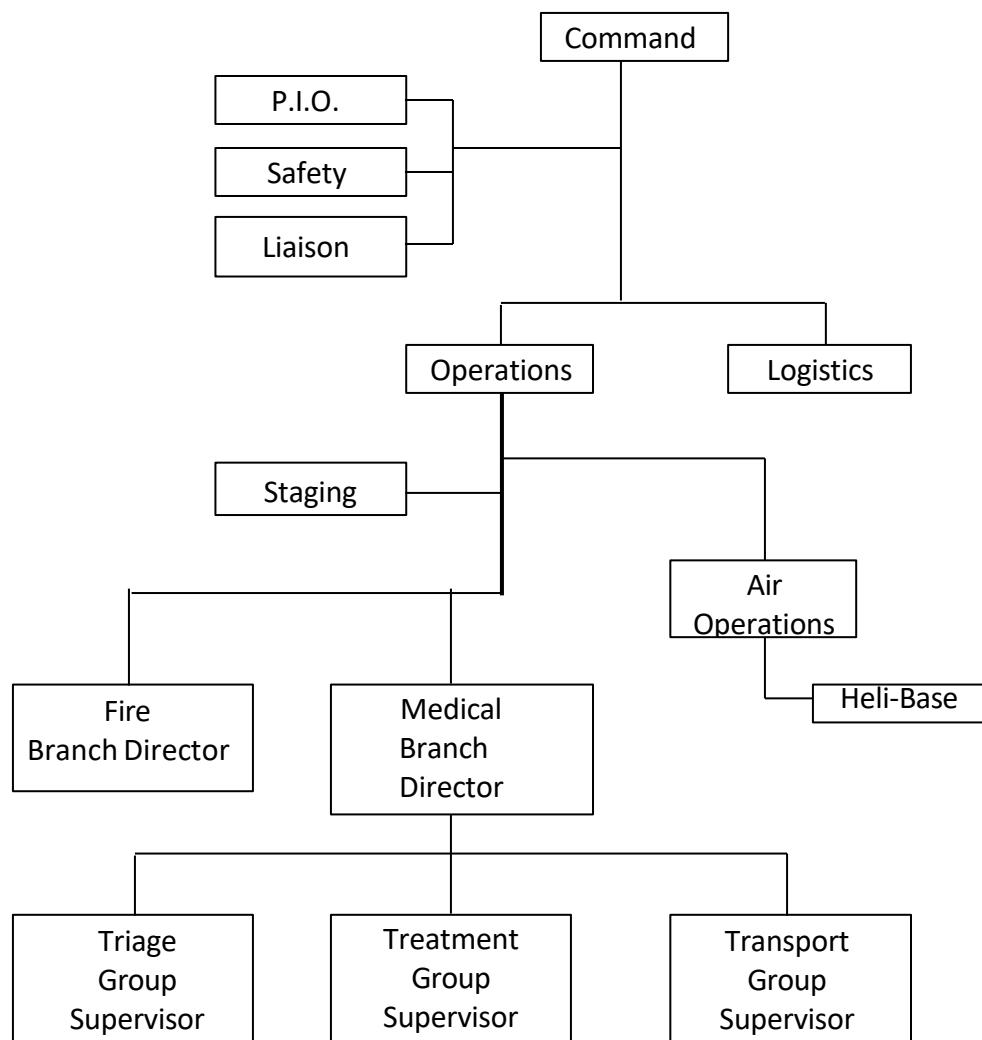 Command
P.I.O.
Safety
Liaison
Operations
Logistics
Staging
Air
Operations
Heli-Base
Fire
Branch Director
Medical
Branch
Director
Triage
Group
Supervisor
Treatment
Group
Supervisor
Transport
Group
Supervisor